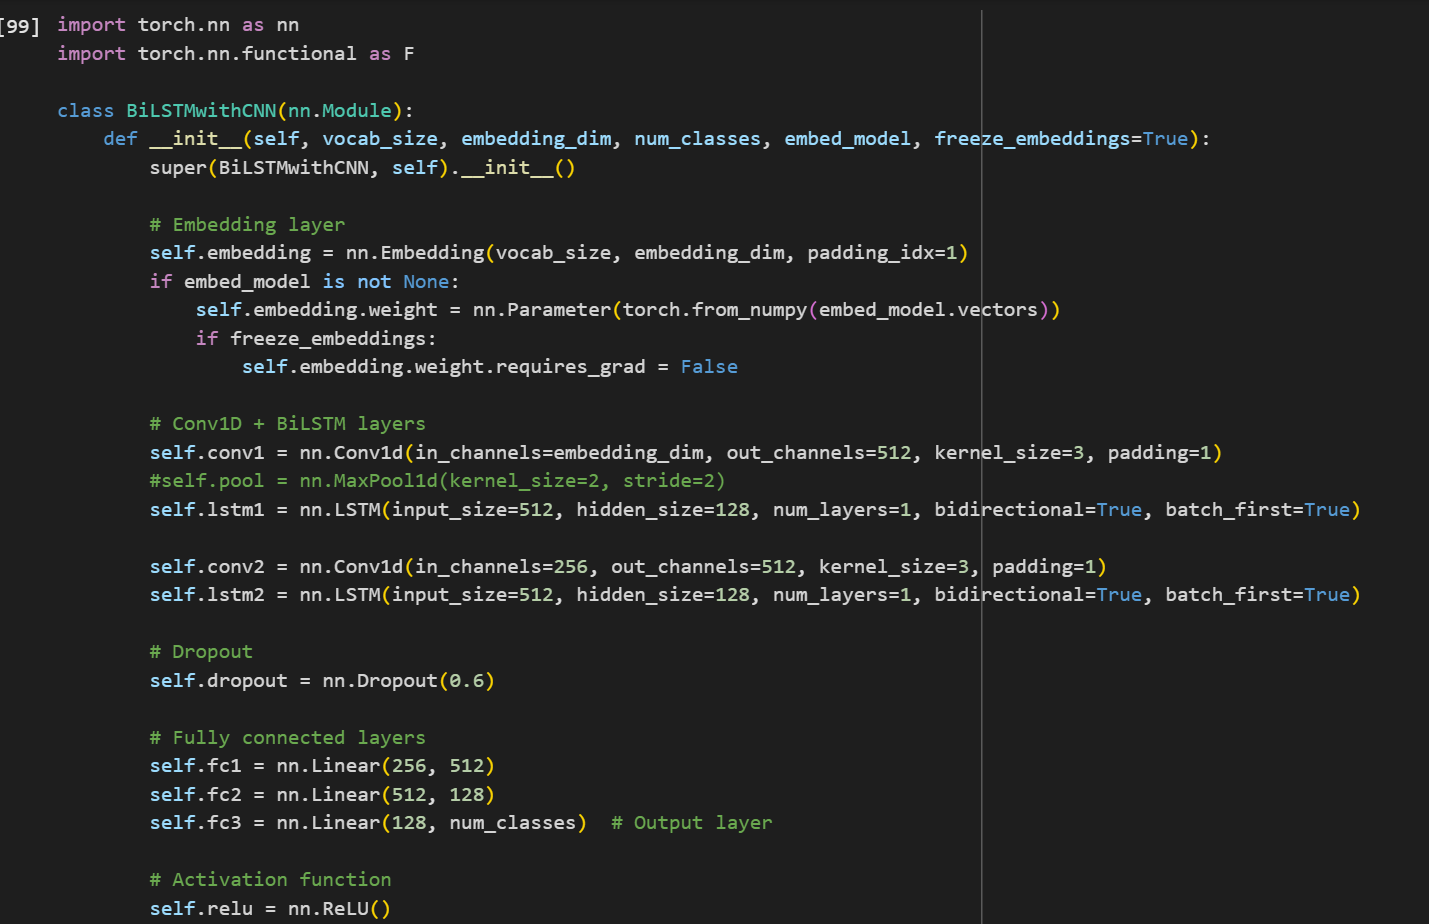 [99] import torch.nn as nn
import torch.nn.functional as F
class BiLSTMwithCNN(nn.Module):
def __init__(self, vocab_size, embedding_dim, num_classes, embed_model, freeze_embeddings=True):
super(BiLSTMwithCNN, self).__init__()
# Embedding layer
self.embedding = nn.Embedding(vocab_size, embedding_dim, padding_idx=1)
if embed_model is not None:
self.embedding.weight = nn.Parameter(torch.from_numpy(embed_model.vectors))
if freeze_embeddings:
self.embedding.weight.requires_grad = False
# Conv1D + BiLSTM layers
self.conv1 = nn.Conv1d(in_channels=embedding_dim, out_channels=512, kernel_size=3, padding=1)
#self.pool = nn.MaxPool1d(kernel_size=2, stride=2)
self.lstm1 = nn.LSTM(input_size=512, hidden_size=128, num_layers=1, bidirectional=True, batch_first=True)
self.conv2 = nn.Conv1d(in_channels=256, out_channels=512, kernel_size=3, padding=1)
self.lstm2 = nn.LSTM(input_size=512, hidden_size=128, num_layers=1, bidirectional=True, batch_first=True)
# Dropout
self.dropout = nn.Dropout(0.6)
# Fully connected layers
self.fc1 = nn.Linear(256, 512)
self.fc2 = nn.Linear(512, 128)
self.fc3 = nn.Linear(128, num_classes)  # Output layer
# Activation function
self.relu = nn.ReLU()